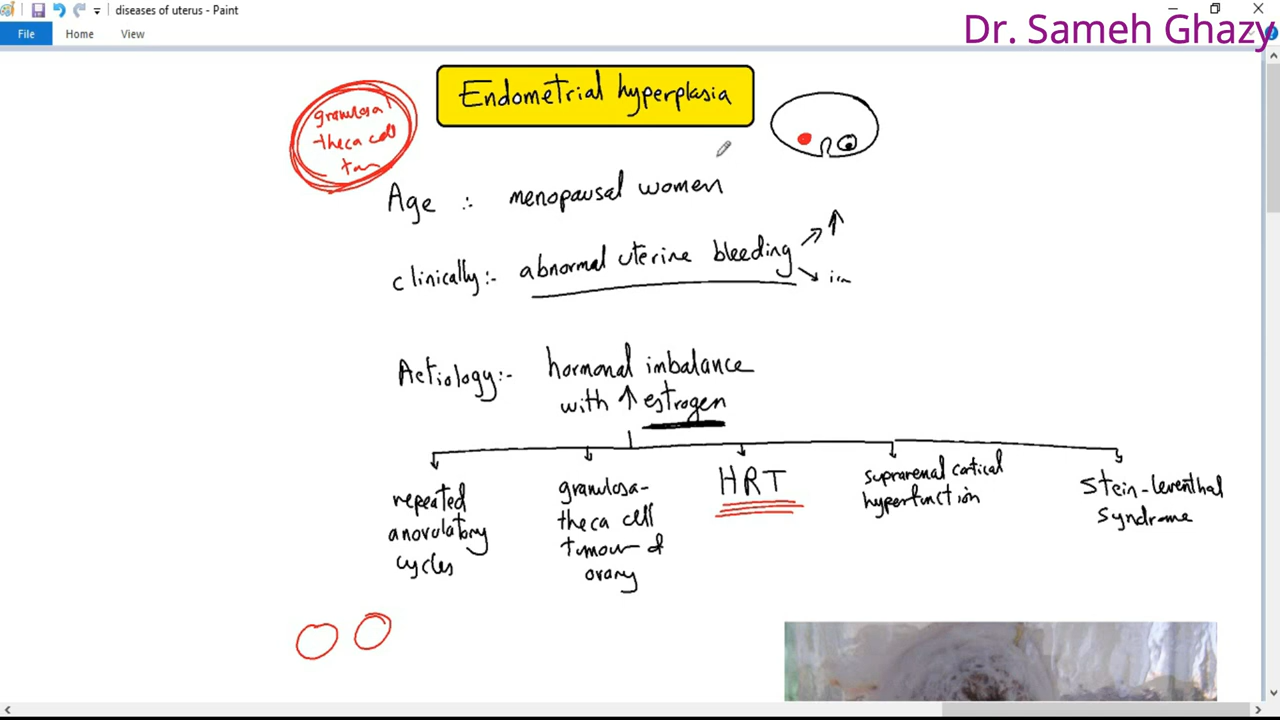 diseases of uterus - Paint
Dr. Sameh Ghazy
File Home View
Endometrial hyperplasia
granulosa
theca cell
Age :- menopausal women
clinically:- abnormal uterine bleeding ↑
Aetiology:- hormonal imbalance
with ↑ estrogen
repeated
anovulatory
cycles
granulosa-
theca cell
tumour of
ovary
HRT
suprarenal cortical
hyperfunction
Stein-leventhal
syndrome